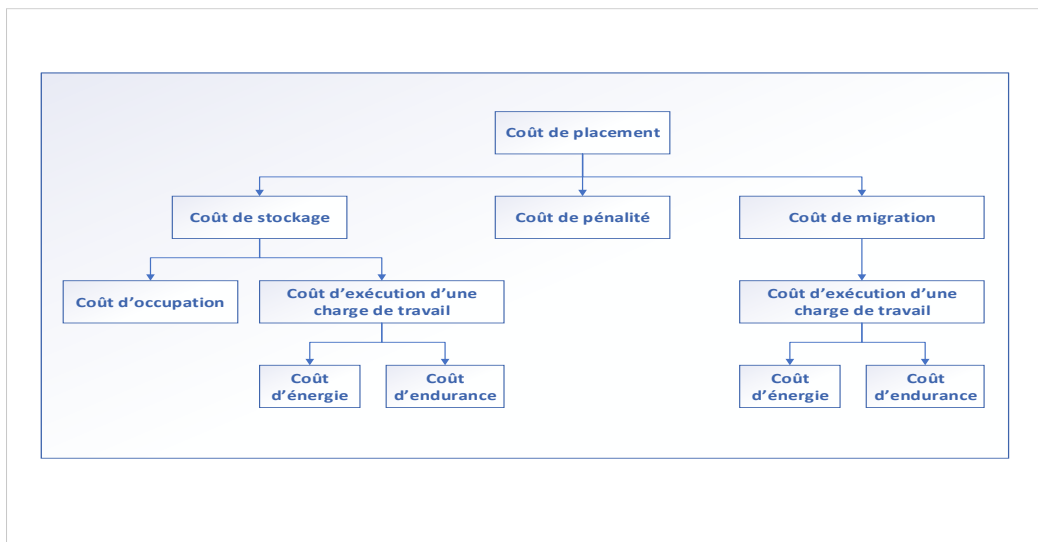 Coût de placement
Coût de stockage
Coût de pénalité
Coût de migration
Coût d’occupation
Coût d’exécution d’une
charge de travail
Coût d’exécution d’une
charge de travail
Coût
d’énergie
Coût
d’endurance
Coût
d’énergie
Coût
d’endurance